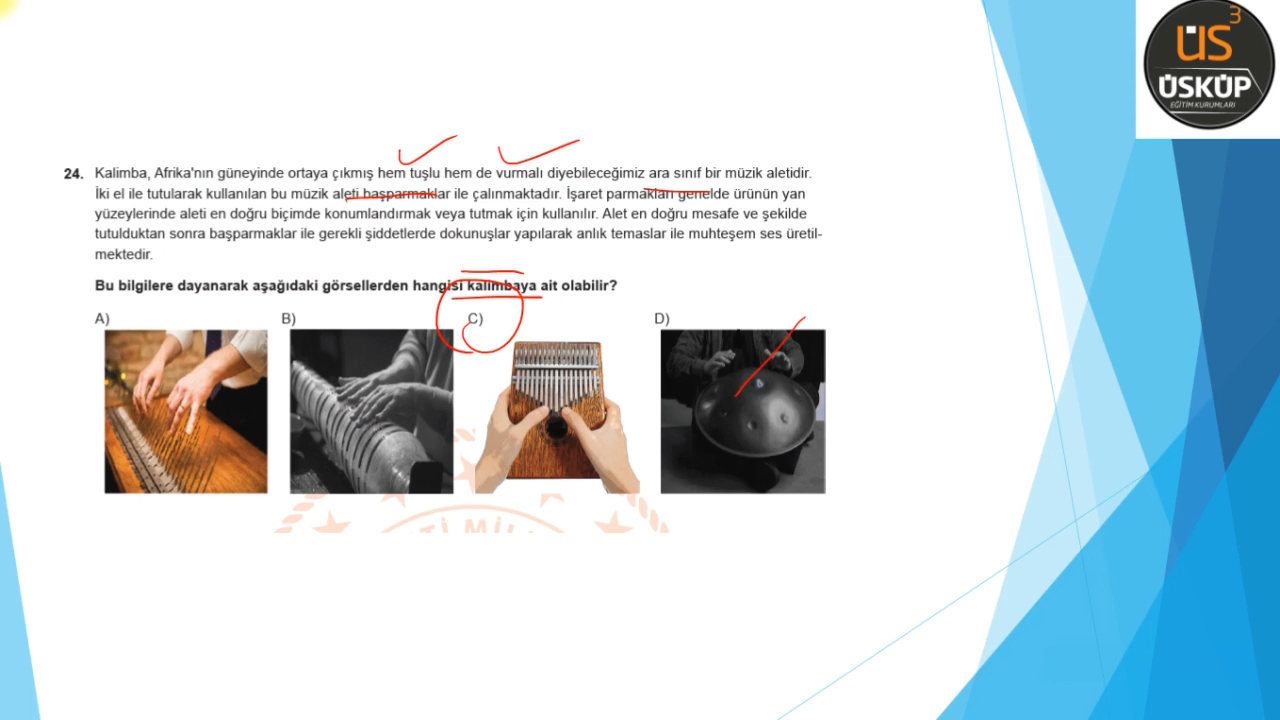 ÜS3
ÜSKÜP
EĞİTİM KURUMLARI
24. Kalimba, Afrika'nın güneyinde ortaya çıkmış hem tuşlu hem de vurmalı diyebileceğimiz ara sınıf bir müzik aletidir.
İki el ile tutularak kullanılan bu müzik aleti başparmaklar ile çalınmaktadır. İşaret parmakları genelde ürünün yan
yüzeylerinde aleti en doğru biçimde konumlandırmak veya tutmak için kullanılır. Alet en doğru mesafe ve şekilde
tutulduktan sonra başparmaklar ile gerekli şiddetlerde dokunuşlar yapılarak anlık temaslar ile muhteşem ses üretil-
mektedir.
Bu bilgilere dayanarak aşağıdaki görsellerden hangisi kalimbaya ait olabilir?
A) B) C) D)